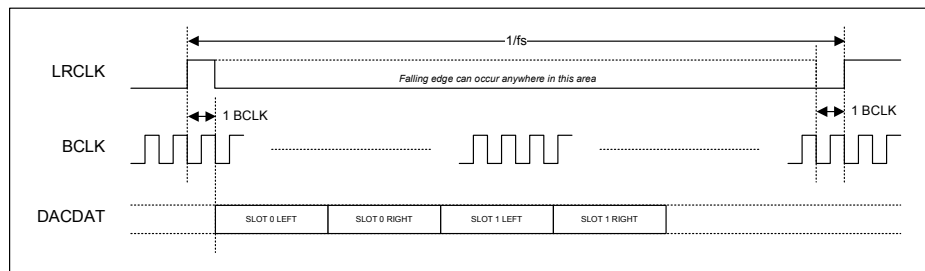 1/fs
LRCLK
Falling edge can occur anywhere in this area
1 BCLK
1 BCLK
BCLK
DACDAT
SLOT 0 LEFT
SLOT 0 RIGHT
SLOT 1 LEFT
SLOT 1 RIGHT